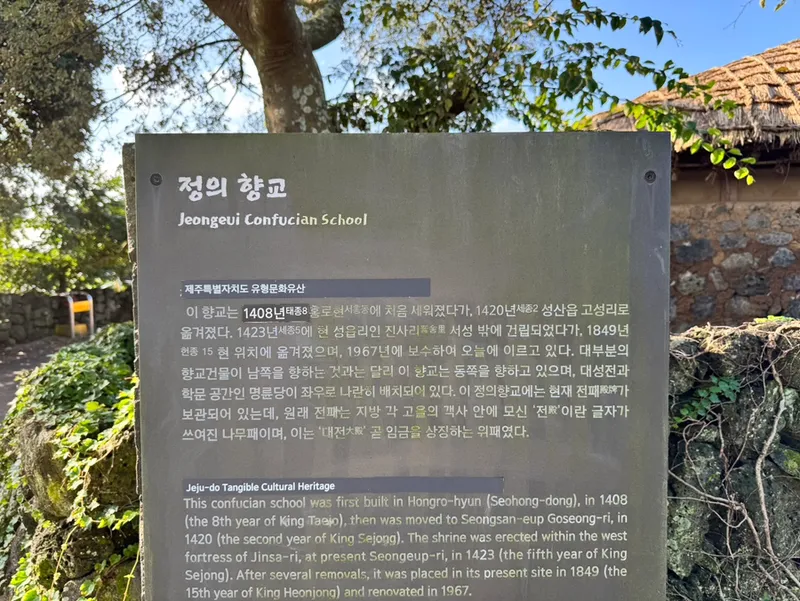 정의 향교
Jeongeui Confucian School
제주특별자치도 유형문화유산
이 향교는 1408년태종8 홍로현에 처음 세워졌다가, 1420년세종2 성산읍 고성리로
옮겨졌다. 1423년세종5에 현 성읍리인 진사리 서성 밖에 건립되었다가, 1849년
헌종 15 현 위치에 옮겨졌으며, 1967년에 보수하여 오늘에 이르고 있다. 대부분의
향교건물이 남쪽을 향하는 것과는 달리 이 향교는 동쪽을 향하고 있으며, 대성전과
학문 공간인 명륜당이 좌우로 나란히 배치되어 있다. 이 정의향교에는 현재 전패殿牌가
보관되어 있는데, 원래 전패는 지방 각 고을의 객사 안에 모신 '전殿'이란 글자가
쓰여진 나무패이며, 이는 '대전大殿' 곧 임금을 상징하는 위패였다.
Jeju-do Tangible Cultural Heritage
This confucian school was first built in Hongro-hyun (Seohong-dong), in 1408
(the 8th year of King Taejo), then was moved to Seongsan-eup Goseong-ri, in
1420 (the second year of King Sejong). The shrine was erected within the west
fortress of Jinsa-ri, at present Seongeup-ri, in 1423 (the fifth year of King
Sejong). After several removals, it was placed in its present site in 1849 (the
15th year of King Heonjong) and renovated in 1967.